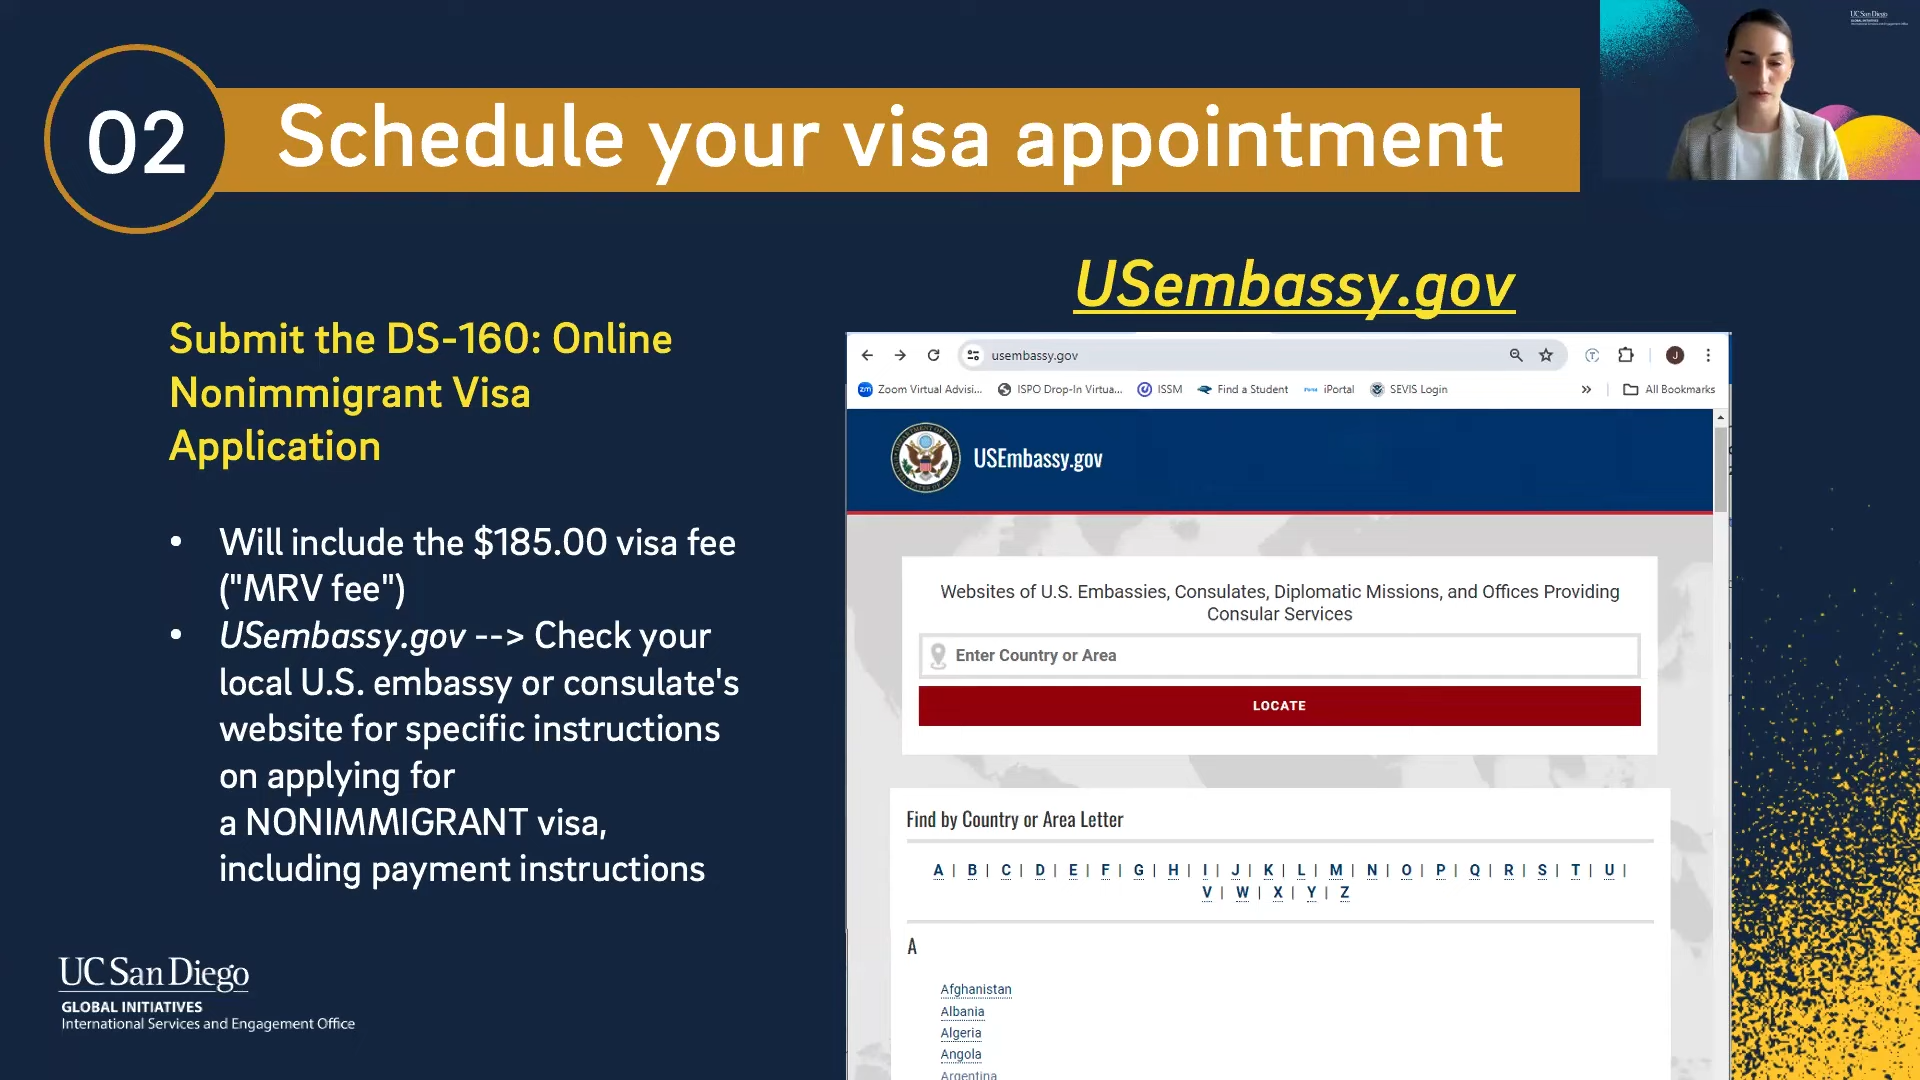 02
Schedule your visa appointment
UC San Diego
USembassy.gov
Submit the DS-160: Online
Nonimmigrant Visa
Application
• Will include the $185.00 visa fee
("MRV fee")
• USembassy.gov --> Check your
local U.S. embassy or consulate's
website for specific instructions
on applying for
a NONIMMIGRANT visa,
including payment instructions
UC San Diego
GLOBAL INITIATIVES
International Services and Engagement Office
usembassy.gov
J
zm Zoom Virtual Advisi... ISPO Drop-In Virtua... ISSM Find a Student iPortal SEVIS Login » All Bookmarks
USEmbassy.gov
Websites of U.S. Embassies, Consulates, Diplomatic Missions, and Offices Providing
Consular Services
Enter Country or Area
LOCATE
Find by Country or Area Letter
A | B | C | D | E | F | G | H | I | J | K | L | M | N | O | P | Q | R | S | T | U |
V | W | X | Y | Z
A
Afghanistan
Albania
Algeria
Angola
Argentina